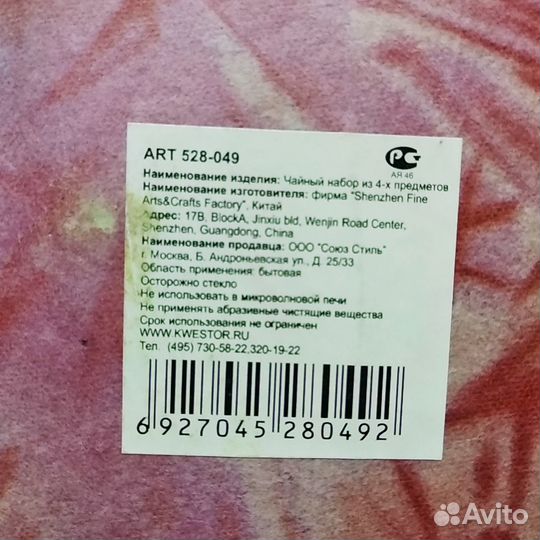 ART 528-049
АЯ 46
Наименование изделия: Чайный набор из 4-х предметов
Наименование изготовителя: фирма "Shenzhen Fine
Arts&Crafts Factory", Китай
Адрес: 17B, BlockA, Jinxiu bld, Wenjin Road Center,
Shenzhen, Guangdong, China
Наименование продавца: ООО "Союз Стиль"
г. Москва, Б. Андроньевская ул., Д. 25/33
Область применения: бытовая
Осторожно стекло
Не использовать в микроволновой печи
Не применять абразивные чистящие вещества
Срок использования не ограничен
WWW.KWESTOR.RU
Тел. (495) 730-58-22,320-19-22
6 927045 280492
Avito